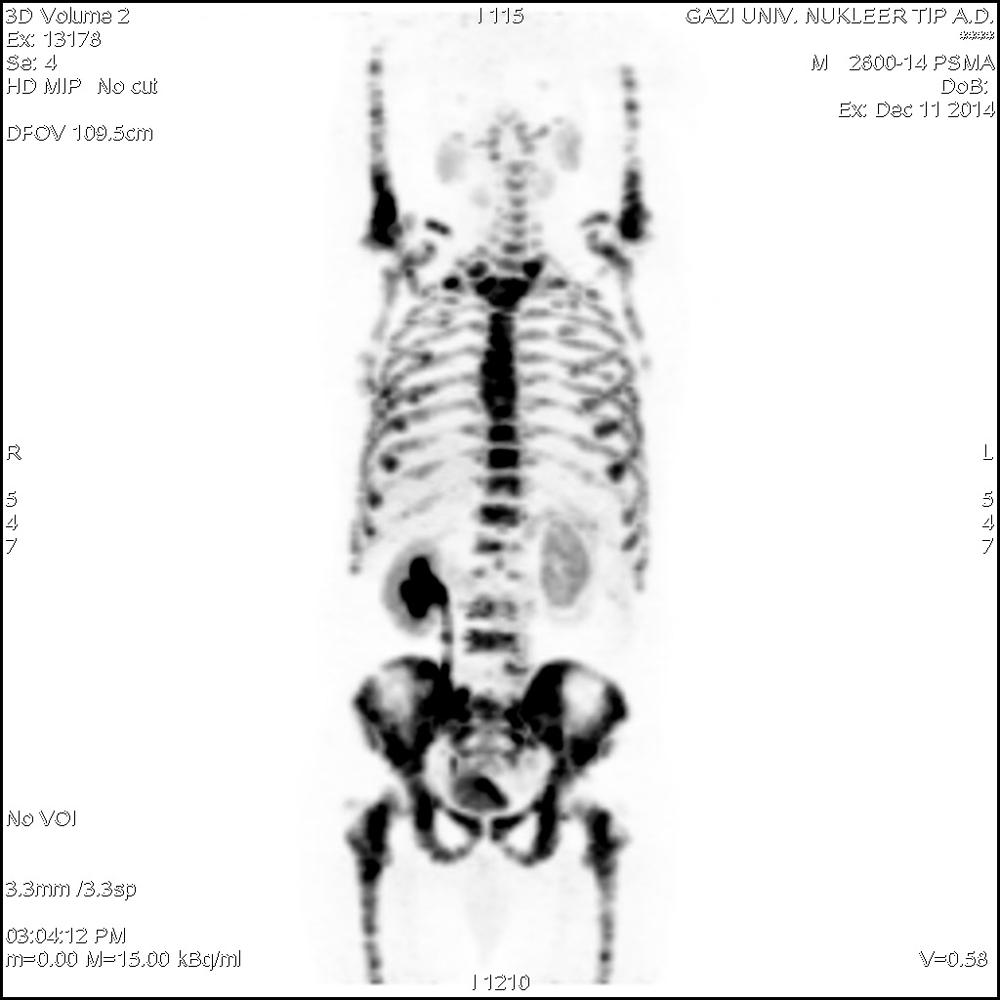 3D Volume 2
Ex: 13178
Se: 4
HD MIP No cut
DFOV 109.5cm
I 115
GAZI UNIV. NUKLEER TIP A.D.
****
M 2600-14 PSMA
DoB:
Ex: Dec 11 2014
R
5
4
7
L
5
4
7
No VOI
3.3mm /3.3sp
03:04:12 PM
m=0.00 M=15.00 kBq/ml
I 1210
V=0.58